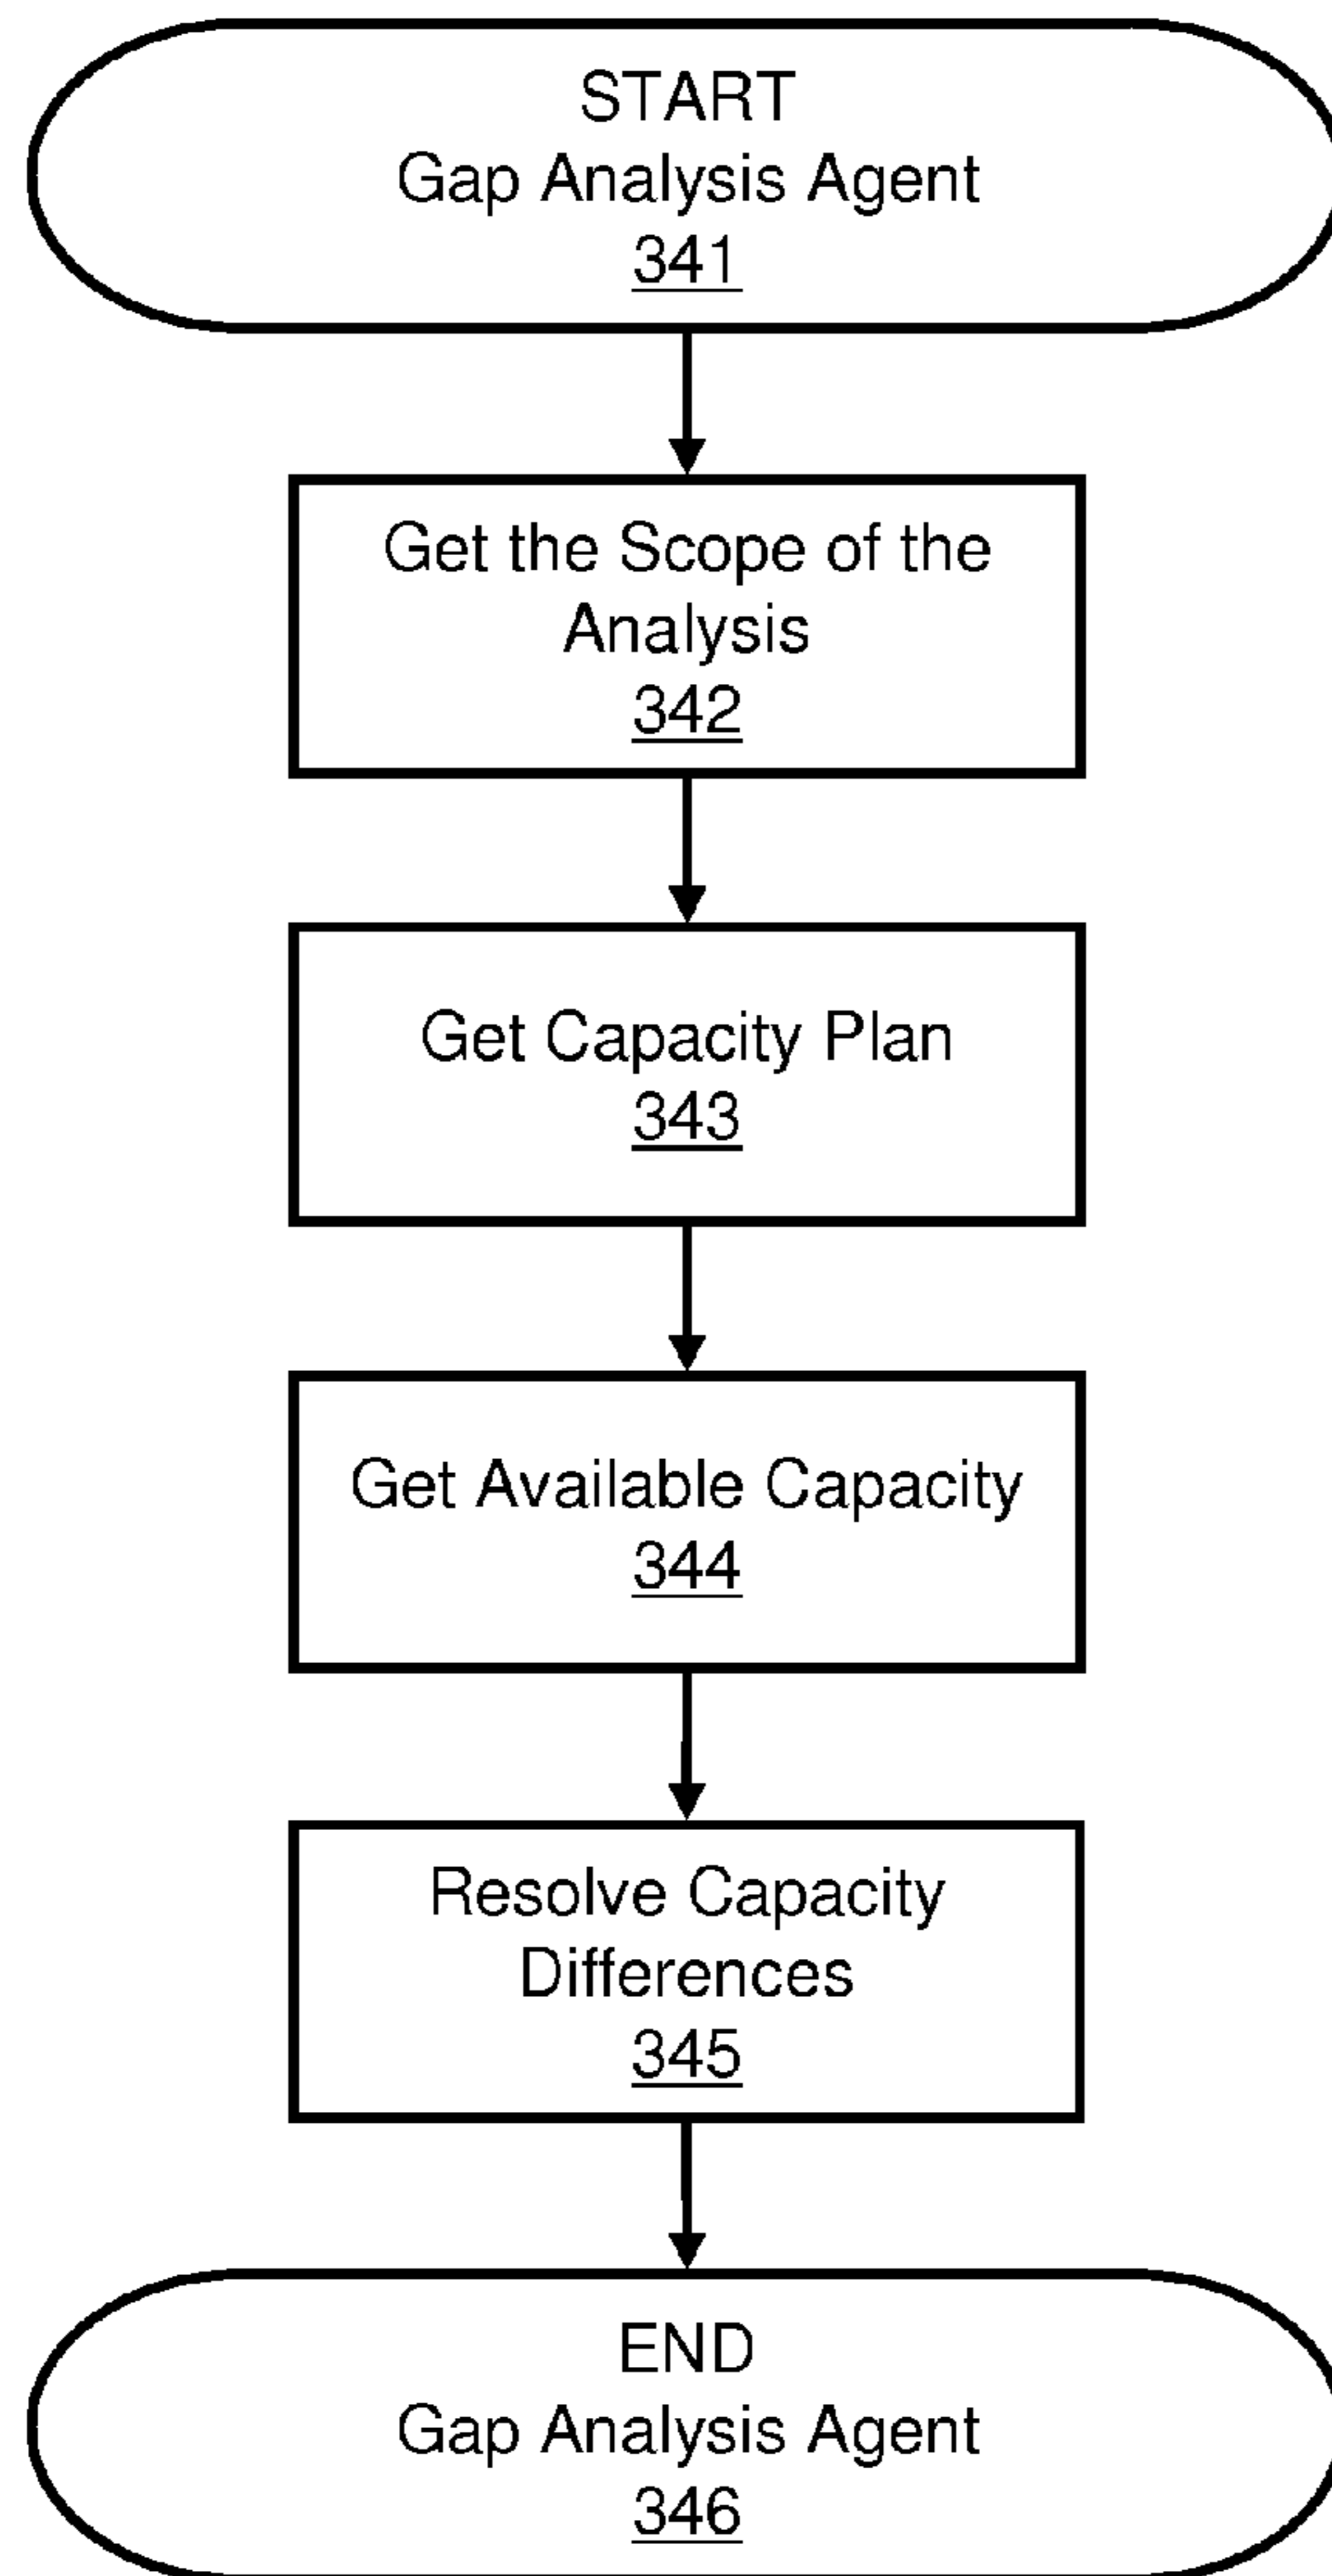 START
Gap Analysis Agent
341
Get the Scope of the
Analysis
342
Get Capacity Plan
343
Get Available Capacity
344
Resolve Capacity
Differences
345
END
Gap Analysis Agent
346